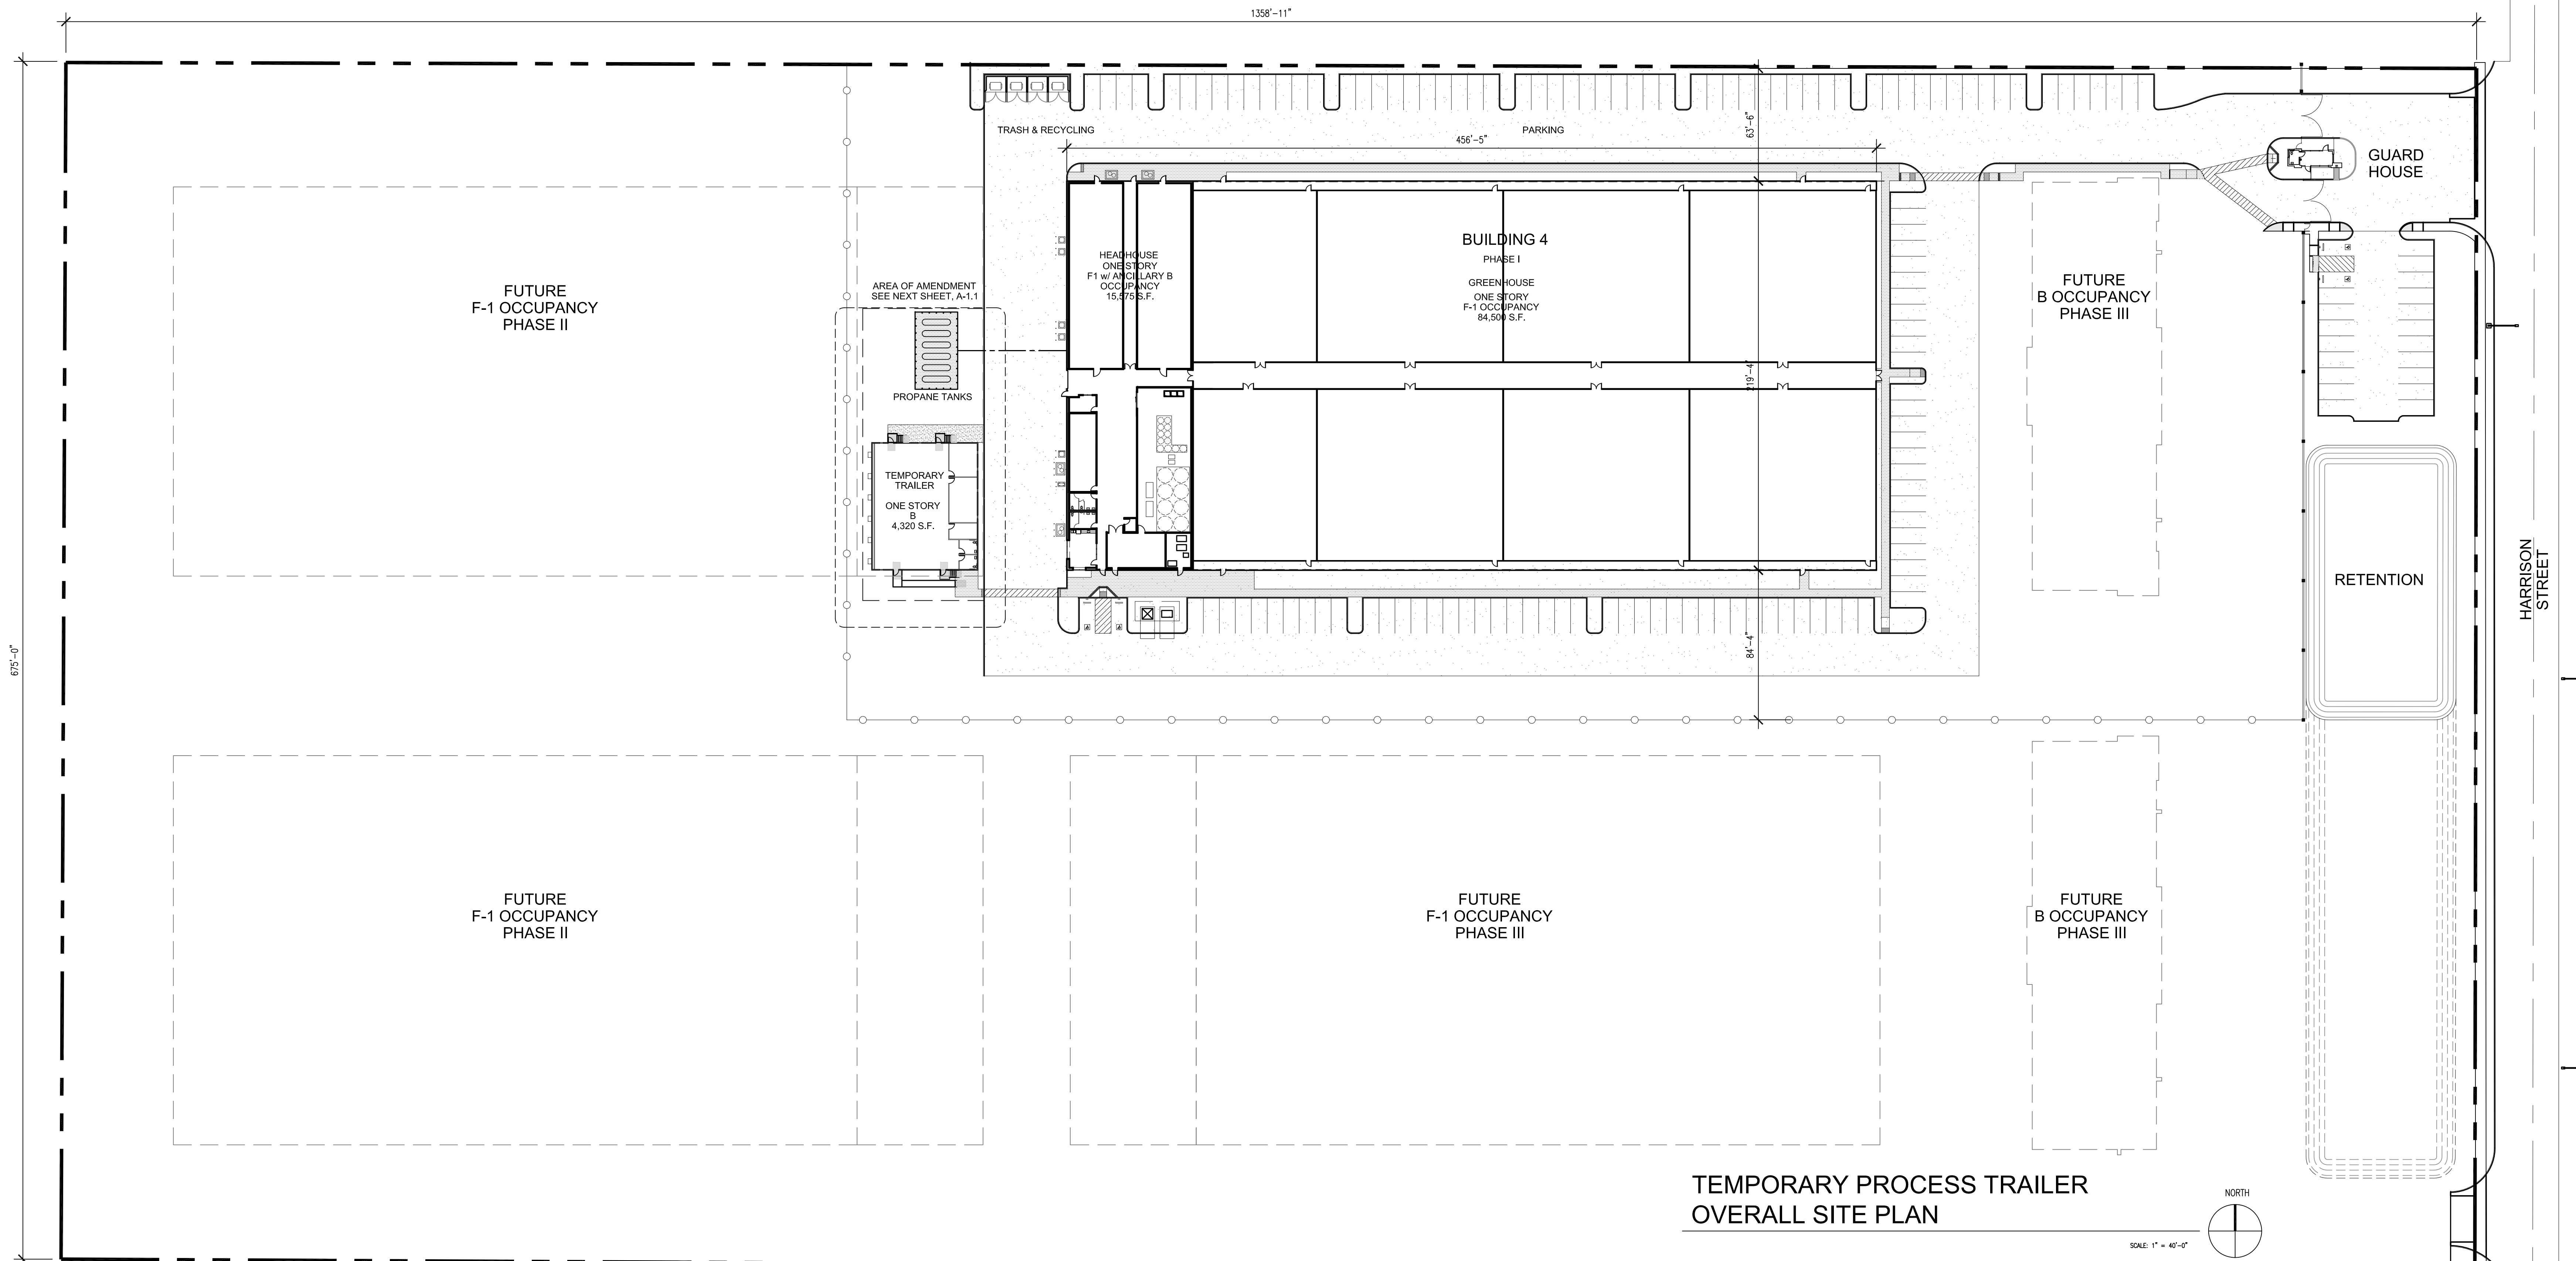 1358'-11"
TRASH & RECYCLING
PARKING
63'-6"
456'-5"
GUARD
HOUSE
HEADHOUSE
ONE STORY
F1 w/ ANCILLARY B
OCCUPANCY
15,575 S.F.
BUILDING 4
PHASE I
GREENHOUSE
ONE STORY
F-1 OCCUPANCY
84,500 S.F.
FUTURE
F-1 OCCUPANCY
PHASE II
AREA OF AMENDMENT
SEE NEXT SHEET, A-1.1
FUTURE
B OCCUPANCY
PHASE III
PROPANE TANKS
219'-4"
TEMPORARY
TRAILER
ONE STORY
B
4,320 S.F.
RETENTION
HARRISON
STREET
675'-0"
84'-4"
FUTURE
F-1 OCCUPANCY
PHASE II
FUTURE
F-1 OCCUPANCY
PHASE III
FUTURE
B OCCUPANCY
PHASE III
TEMPORARY PROCESS TRAILER
OVERALL SITE PLAN
NORTH
SCALE: 1" = 40'-0"